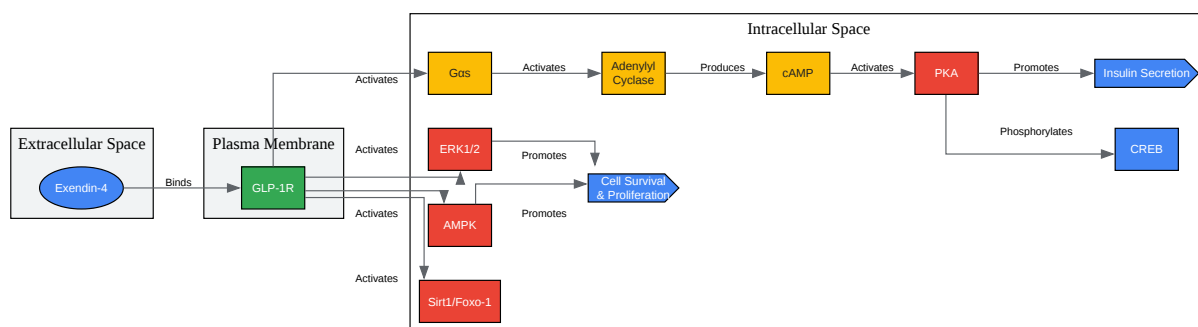 Intracellular Space
Activates
Gαs
Activates
Adenylyl
Cyclase
Produces
cAMP
Activates
PKA
Promotes
Insulin Secretion
Phosphorylates
CREB
Extracellular Space
Exendin-4
Binds
Plasma Membrane
GLP-1R
Activates
ERK1/2
Promotes
Cell Survival
& Proliferation
Activates
AMPK
Promotes
Activates
Sirt1/Foxo-1